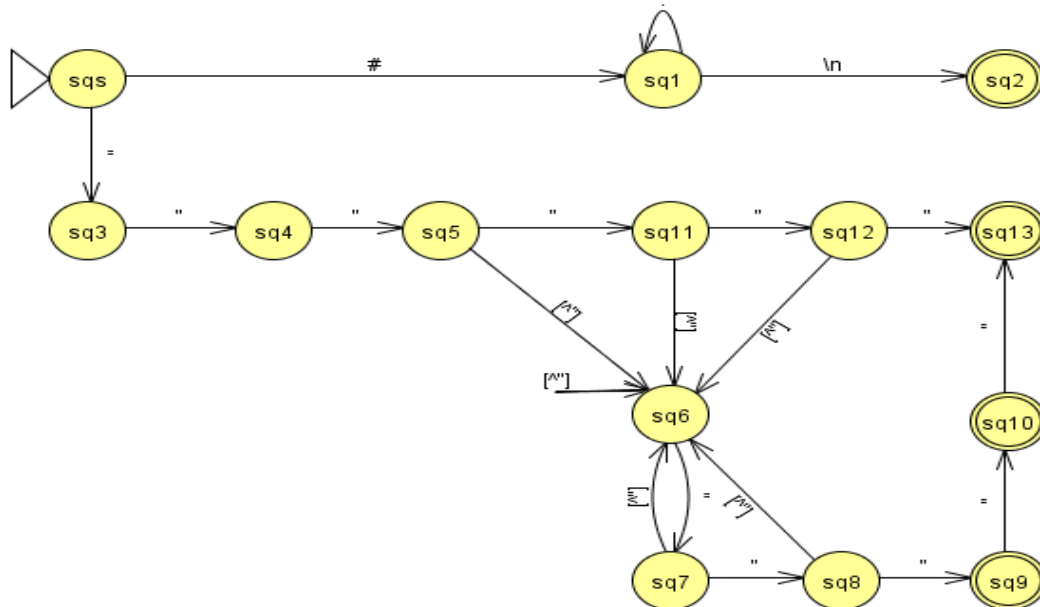 .
#
\n
sqs
sq1
sq2
=
" " " " "
sq3 sq4 sq5 sq11 sq12 sq13
[^"] [^"] [^"] =
[^"]
sq6 sq10
[^"] = [^"] =
" "
sq7 sq8 sq9